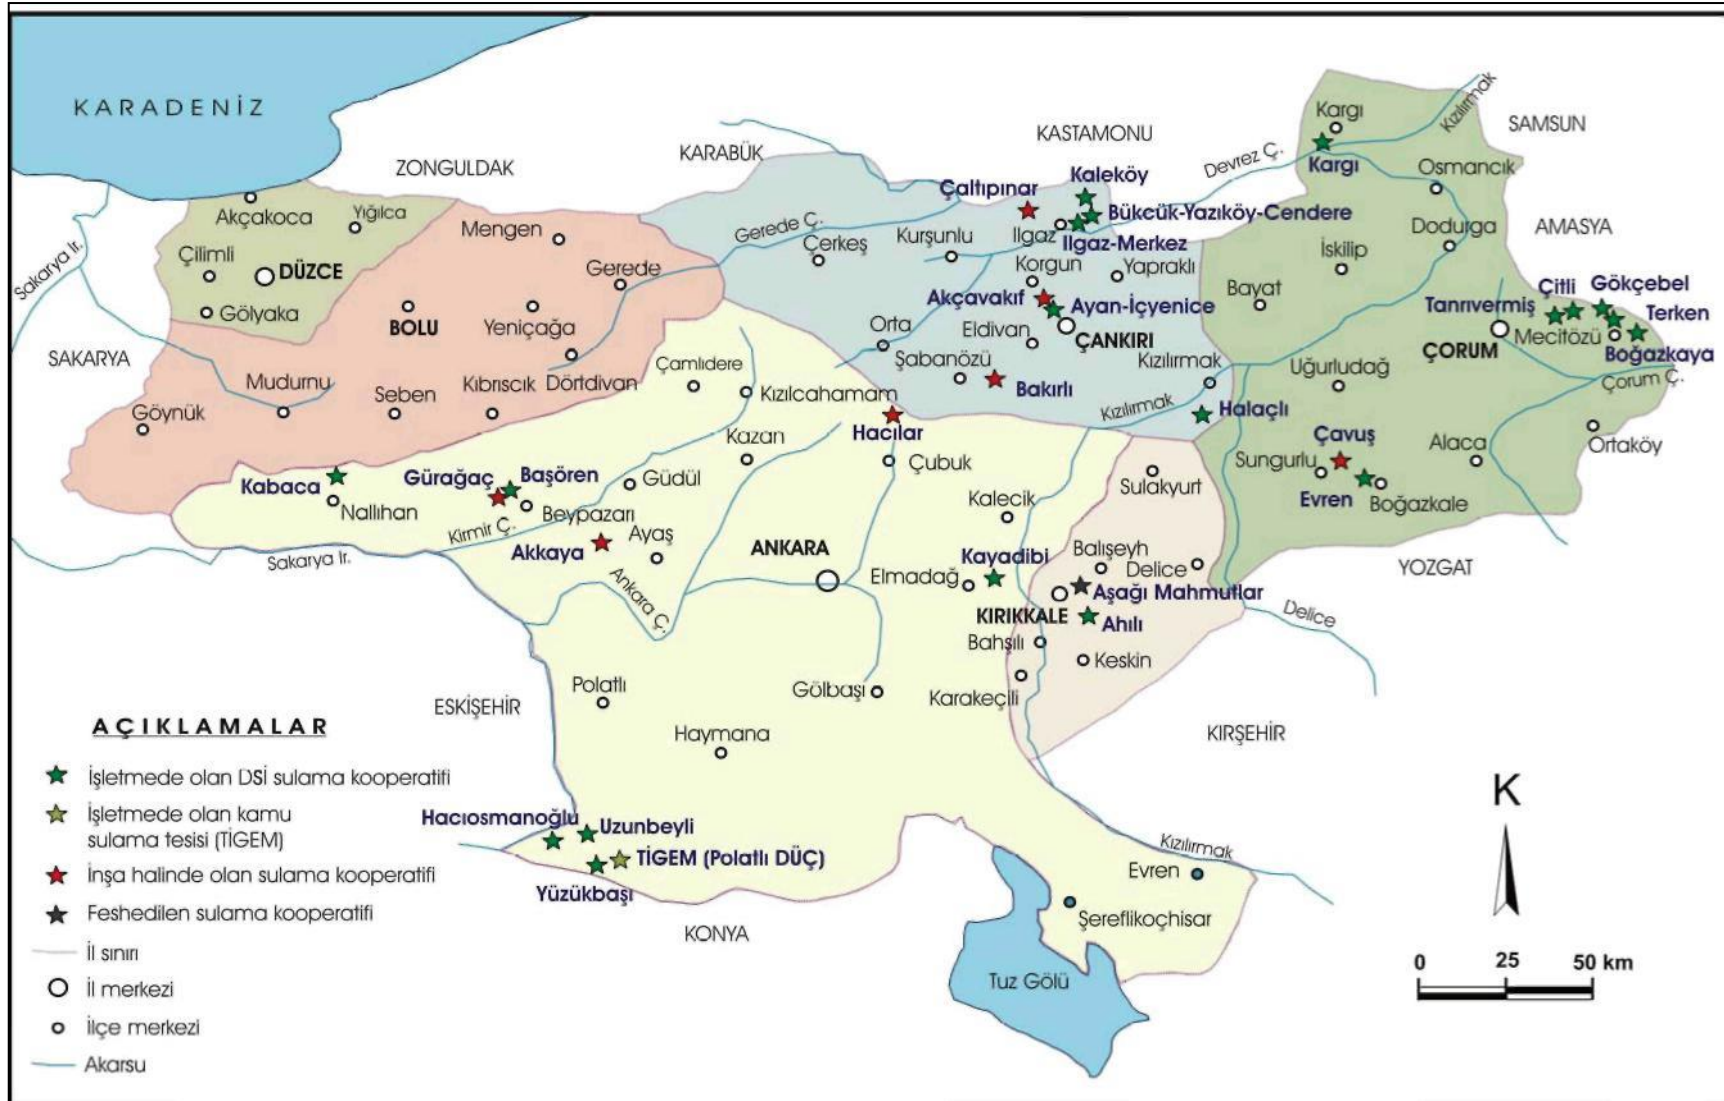 KARADENİZ
ZONGULDAK
KARABÜK
KASTAMONU
SAMSUN
AMASYA
SAKARYA
ESKİŞEHİR
KONYA
KIRŞEHİR
YOZGAT
Sakarya Ir.
Akçakoca
Yığılca
Çilimli
DÜZCE
Gölyaka
Mengen
Gerede
BOLU
Yeniçağa
Mudurnu
Göynük
Seben
Kıbrıscık
Dörtdivan
Gerede Ç.
Çerkeş
Kurşunlu
Çaltıpınar
Kaleköy
Bükcük-Yazıköy-Cendere
Ilgaz
Ilgaz-Merkez
Devrez Ç.
Korgun
Yapraklı
Akçavakıf
Ayan-İçyenice
Orta
Eldivan
ÇANKIRI
Şabanözü
Bakırlı
Kızılırmak
Kızılırmak
Halaçlı
Kargı
Kargı
Kızılırmak
Osmancık
Dodurga
İskilip
Bayat
Çitli
Gökçebel
Tanrıvermiş
Terken
Mecitözü
ÇORUM
Boğazkaya
Çorum Ç.
Uğurludağ
Çavuş
Alaca
Ortaköy
Sungurlu
Evren
Boğazkale
Çamlıdere
Kızılcahamam
Hacılar
Kazan
Çubuk
Kabaca
Gürağaç
Başören
Güdül
Nallıhan
Beypazarı
Kirmir Ç.
Akkaya
Ayaş
Sakarya Ir.
Ankara Ç.
ANKARA
Kalecik
Kayadibi
Elmadağ
Sulakyurt
Balışeyh
Delice
Aşağı Mahmutlar
KIRIKKALE
Ahılı
Bahşılı
Keskin
Karakeçili
Delice
Polatlı
Gölbaşı
Haymana
Hacıosmanoğlu
Uzunbeyli
TİGEM (Polatlı DÜÇ)
Yüzükbaşı
Kızılırmak
Evren
Şereflikoçhisar
Tuz Gölü
AÇIKLAMALAR
İşletmede olan DSİ sulama kooperatifi
İşletmede olan kamu
sulama tesisi (TİGEM)
İnşa halinde olan sulama kooperatifi
Feshedilen sulama kooperatifi
İl sınırı
İl merkezi
İlçe merkezi
Akarsu
K
0 25 50 km